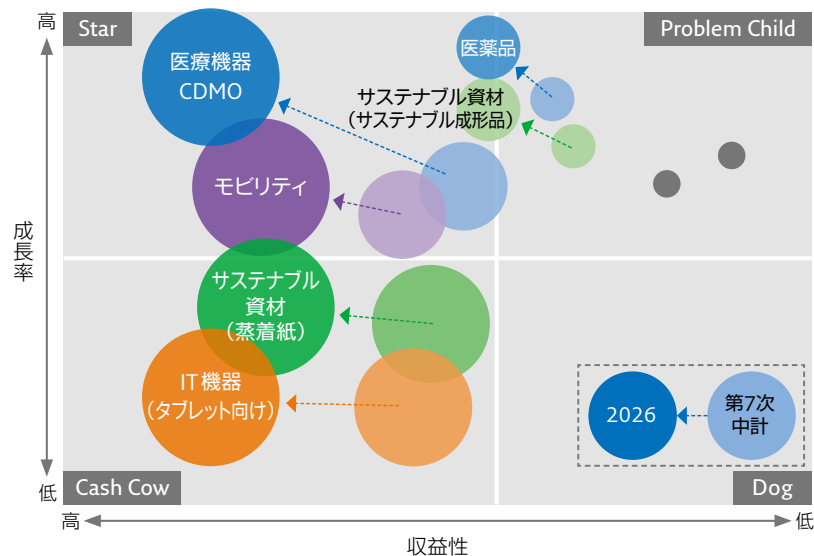 高
Star
Problem Child
医療機器
CDMO
医薬品
サステナブル資材
（サステナブル成形品）
モビリティ
成長率
サステナブル
資材
（蒸着紙）
IT機器
（タブレット向け）
2026
第7次
中計
低
Cash Cow
Dog
高
低
収益性